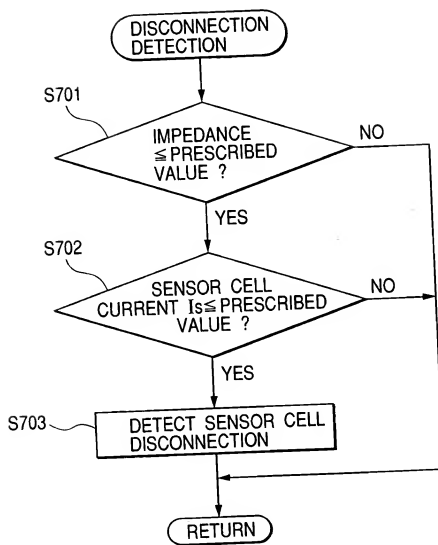 DISCONNECTION
DETECTION
S701
IMPEDANCE
≦PRESCRIBED
VALUE ?
NO
YES
S702
SENSOR CELL
CURRENT Is≦PRESCRIBED
VALUE ?
NO
YES
S703
DETECT SENSOR CELL
DISCONNECTION
RETURN